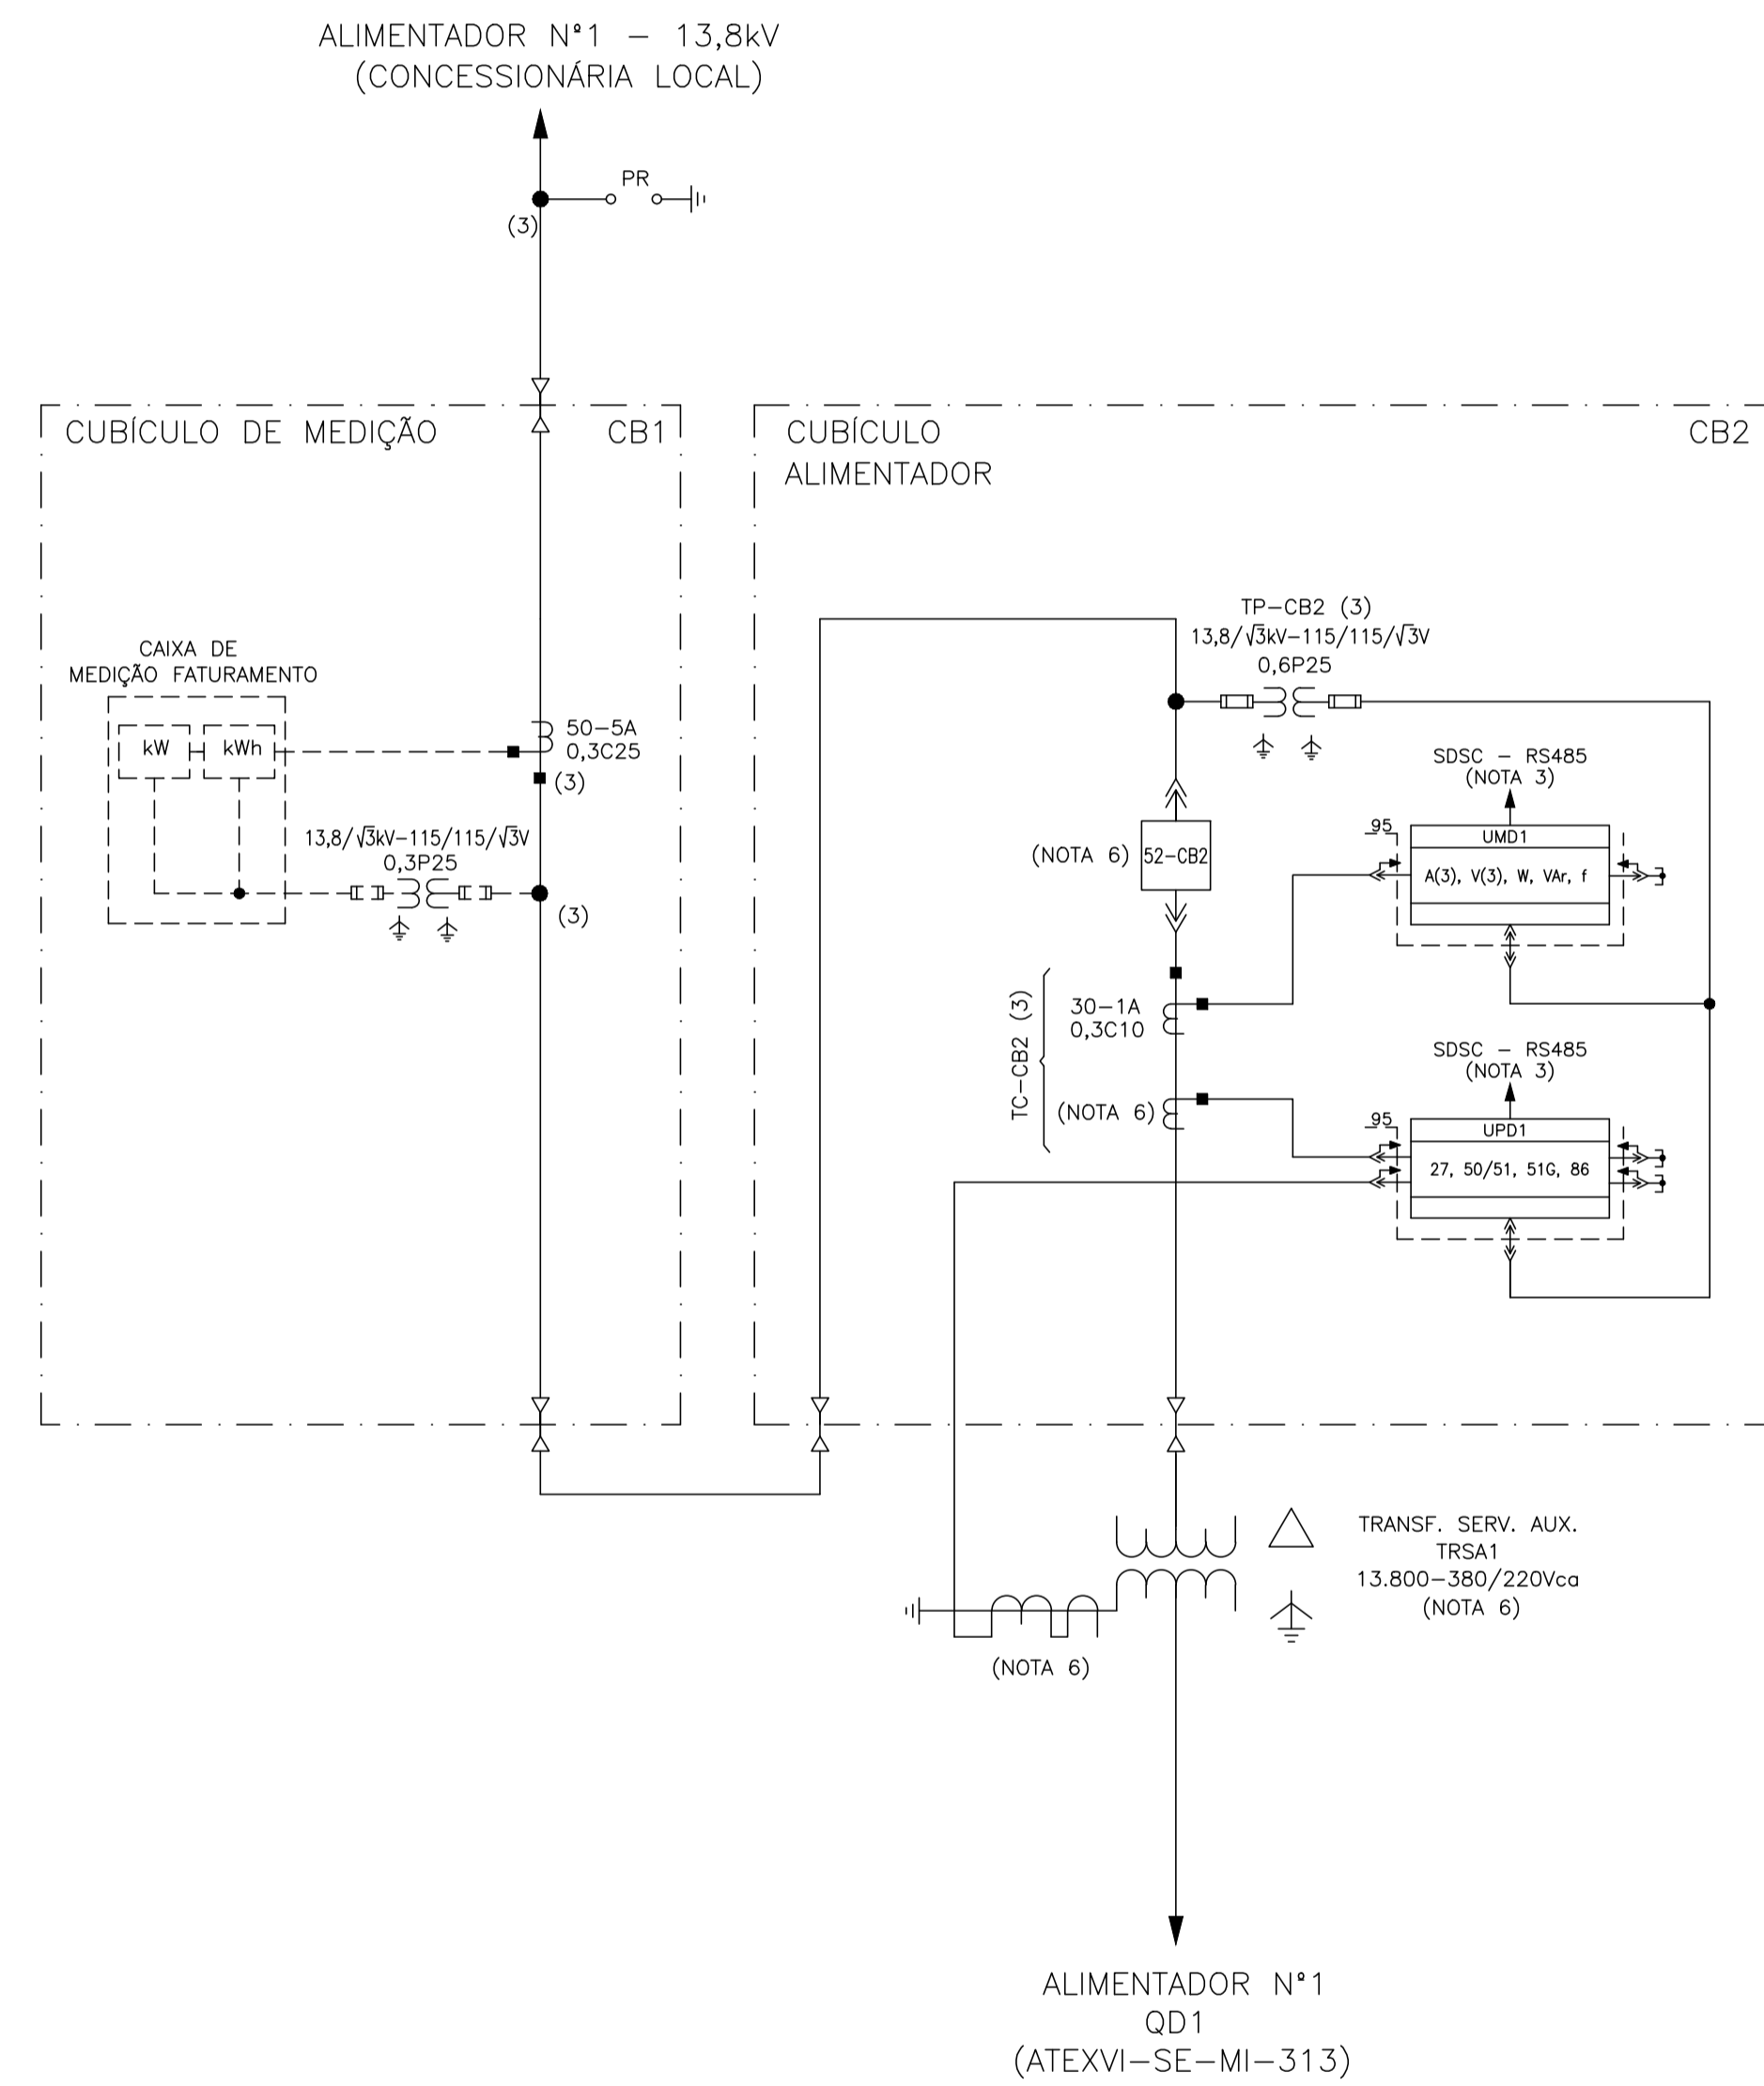 ALIMENTADOR Nº1 – 13,8kV
(CONCESSIONÁRIA LOCAL)
PR
(3)
CUBÍCULO DE MEDIÇÃO
CB1
CAIXA DE
MEDIÇÃO FATURAMENTO
kW
kWh
50–5A
0,3C25
(3)
13,8/√3kV–115/115/√3V
0,3P25
(3)
CUBÍCULO
ALIMENTADOR
CB2
TP–CB2 (3)
13,8/√3kV–115/115/√3V
0,6P25
SDSC – RS485
(NOTA 3)
95
UMD1
A(3), V(3), W, VAr, f
(NOTA 6)
52–CB2
TC–CB2 (3)
30–1A
0,3C10
(NOTA 6)
SDSC – RS485
(NOTA 3)
95
UPD1
27, 50/51, 51G, 86
TRANSF. SERV. AUX.
TRSA1
13.800–380/220Vca
(NOTA 6)
(NOTA 6)
ALIMENTADOR Nº1
QD1
(ATEXVI–SE–MI–313)